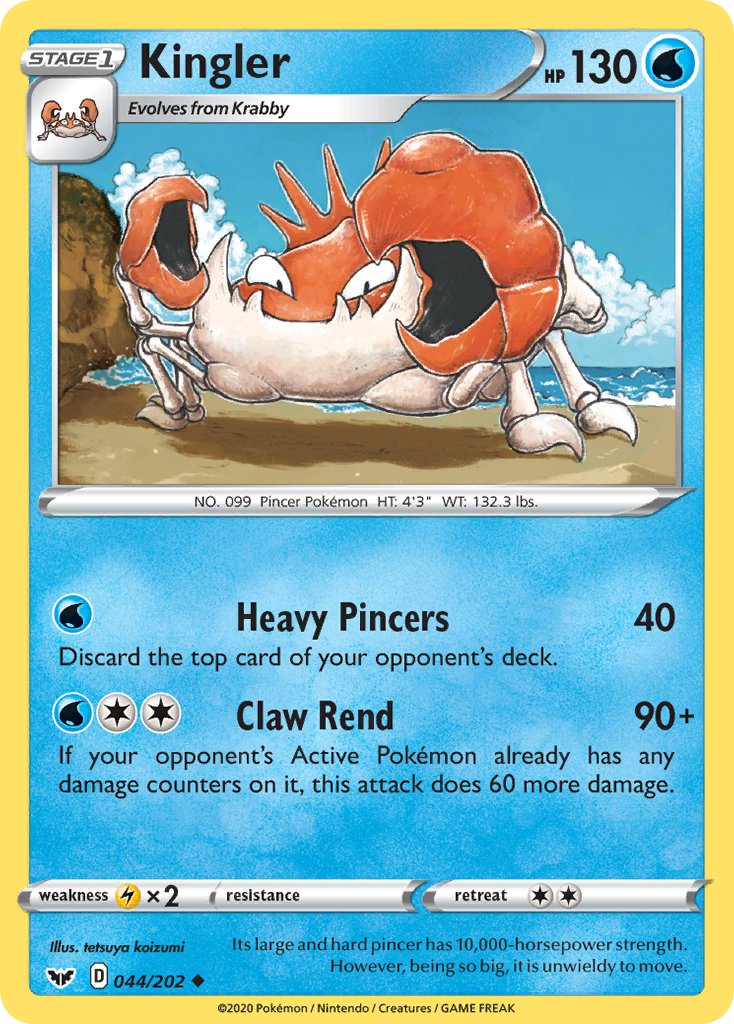 STAGE 1
Kingler
HP 130
Evolves from Krabby
NO. 099 Pincer Pokémon HT: 4'3" WT: 132.3 lbs.
Heavy Pincers 40
Discard the top card of your opponent's deck.
Claw Rend 90+
If your opponent's Active Pokémon already has any
damage counters on it, this attack does 60 more damage.
weakness ×2 resistance retreat
Illus. tetsuya koizumi
Its large and hard pincer has 10,000-horsepower strength.
However, being so big, it is unwieldy to move.
D 044/202
©2020 Pokémon / Nintendo / Creatures / GAME FREAK